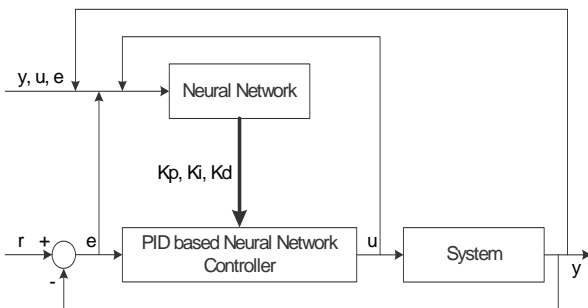 y, u, e
Neural Network
Kp, Ki, Kd
r
+
e
PID based Neural Network
Controller
u
System
y
-